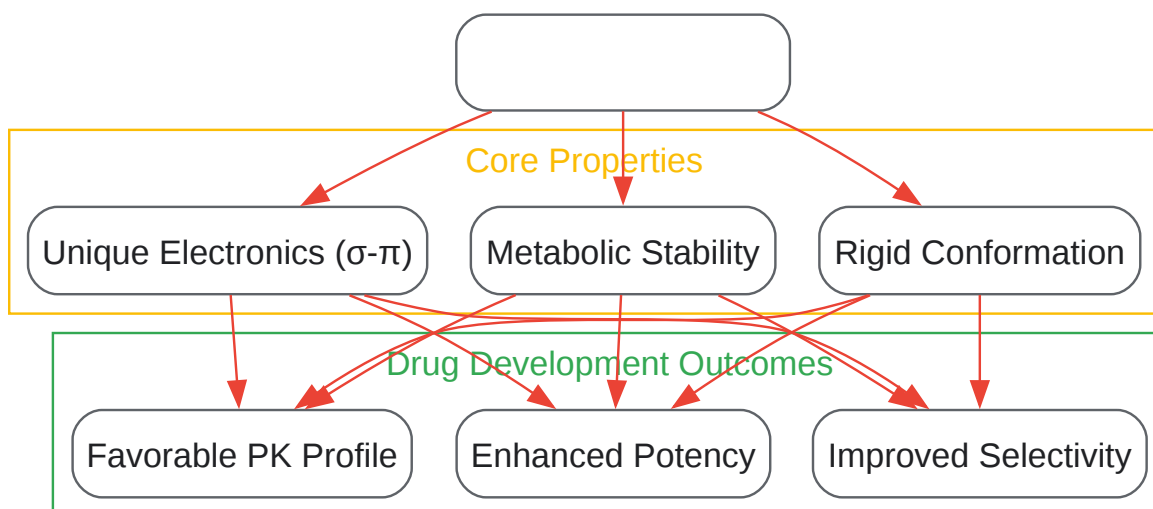 Core Properties
Unique Electronics (σ-π)
Metabolic Stability
Rigid Conformation
Drug Development Outcomes
Favorable PK Profile
Enhanced Potency
Improved Selectivity